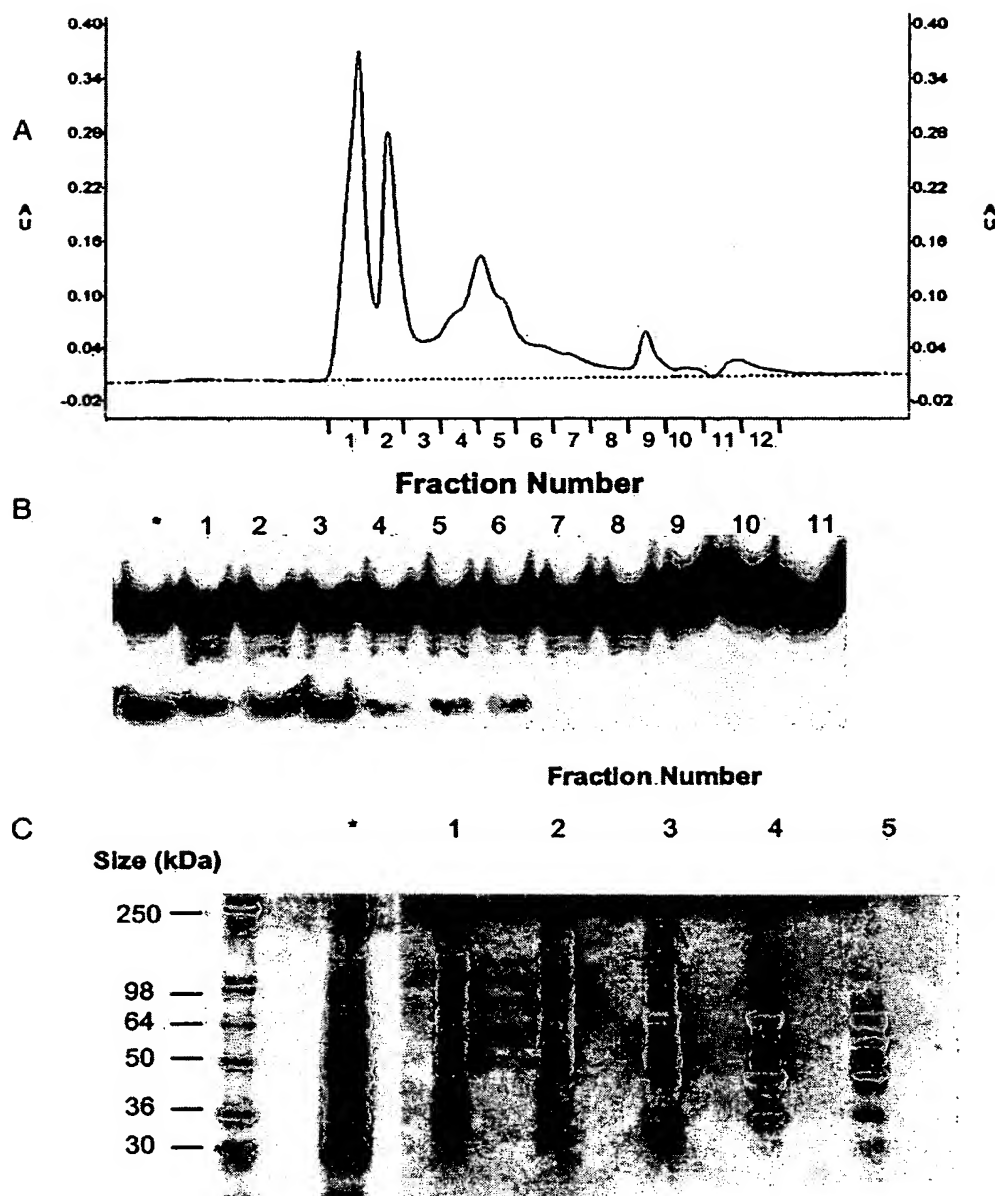 A
AU
AU
0.40 0.40
0.34 0.34
0.28 0.28
0.22 0.22
0.16 0.16
0.10 0.10
0.04 0.04
-0.02 -0.02
1 2 3 4 5 6 7 8 9 10 11 12
Fraction Number
B
* 1 2 3 4 5 6 7 8 9 10 11
Fraction Number
C
* 1 2 3 4 5
Size (kDa)
250
98
64
50
36
30